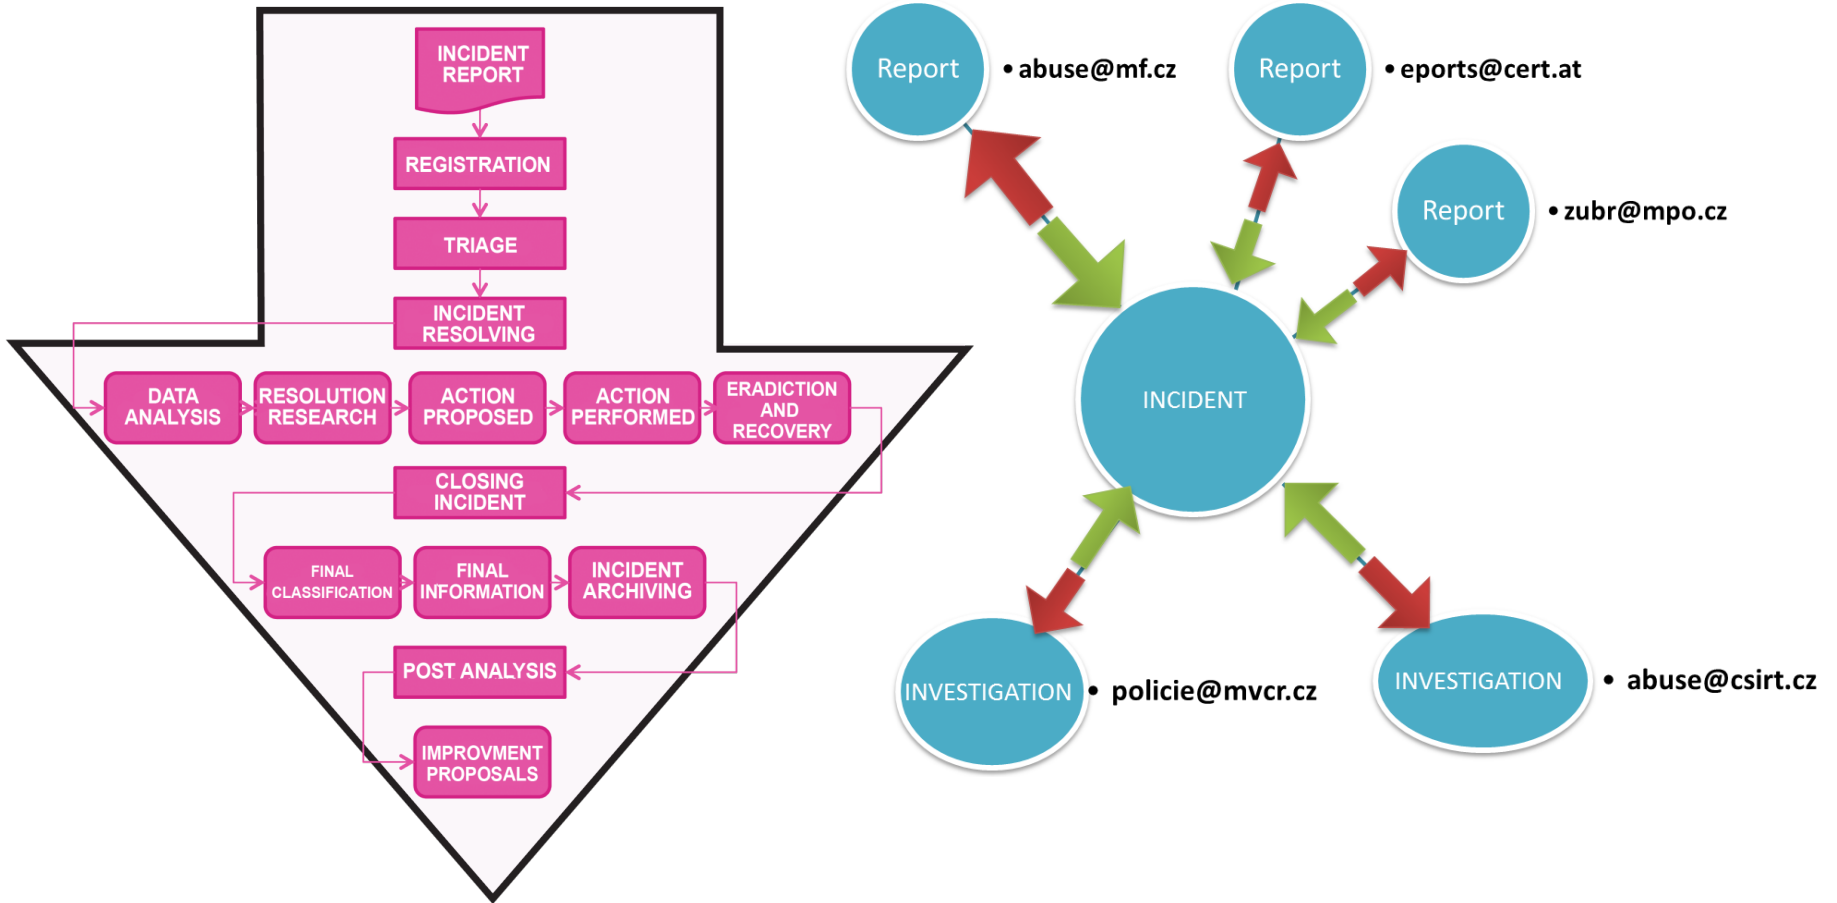 INCIDENT
REPORT
REGISTRATION
TRIAGE
INCIDENT
RESOLVING
DATA
ANALYSIS
RESOLUTION
RESEARCH
ACTION
PROPOSED
ACTION
PERFORMED
ERADICTION
AND
RECOVERY
CLOSING
INCIDENT
FINAL
CLASSIFICATION
FINAL
INFORMATION
INCIDENT
ARCHIVING
POST ANALYSIS
IMPROVMENT
PROPOSALS
Report
• abuse@mf.cz
Report
• eports@cert.at
Report
• zubr@mpo.cz
INCIDENT
INVESTIGATION
• policie@mvcr.cz
INVESTIGATION
• abuse@csirt.cz